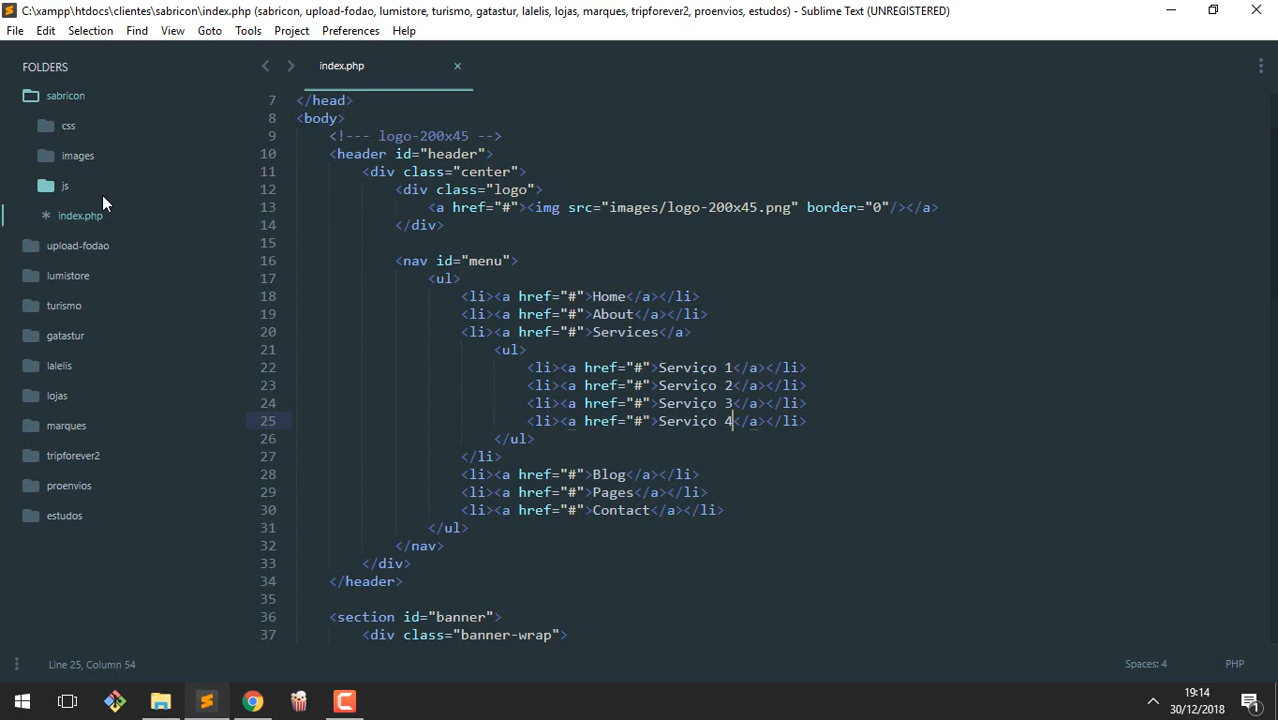 C:\xampp\htdocs\clientes\sabricon\index.php (sabricon, upload-fodao, lumistore, turismo, gatastur, lalelis, lojas, marques, tripforever2, proenvios, estudos) - Sublime Text (UNREGISTERED)
File Edit Selection Find View Goto Tools Project Preferences Help
FOLDERS
sabricon
css
images
js
index.php
upload-fodao
lumistore
turismo
gatastur
lalelis
lojas
marques
tripforever2
proenvios
estudos
index.php
7 </head>
8 <body>
9 <!--- logo-200x45 -->
10 <header id="header">
11 <div class="center">
12 <div class="logo">
13 <a href="#"><img src="images/logo-200x45.png" border="0"/></a>
14 </div>
15
16 <nav id="menu">
17 <ul>
18 <li><a href="#">Home</a></li>
19 <li><a href="#">About</a></li>
20 <li><a href="#">Services</a>
21 <ul>
22 <li><a href="#">Serviço 1</a></li>
23 <li><a href="#">Serviço 2</a></li>
24 <li><a href="#">Serviço 3</a></li>
25 <li><a href="#">Serviço 4</a></li>
26 </ul>
27 </li>
28 <li><a href="#">Blog</a></li>
29 <li><a href="#">Pages</a></li>
30 <li><a href="#">Contact</a></li>
31 </ul>
32 </nav>
33 </div>
34 </header>
35
36 <section id="banner">
37 <div class="banner-wrap">
Line 25, Column 54
Spaces: 4
PHP
19:14
30/12/2018
1